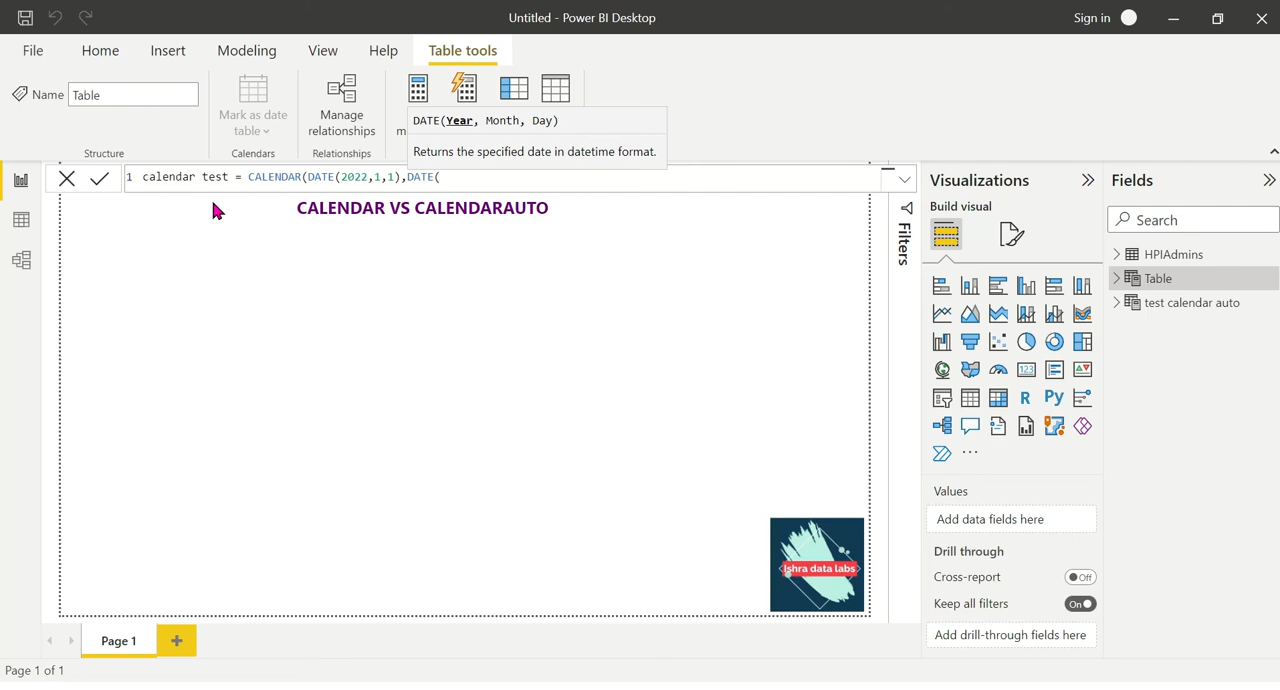 Untitled - Power BI Desktop
Sign in
File Home Insert Modeling View Help Table tools
Name Table
Mark as date
table
Manage
relationships
m
Structure
Calendars
Relationships
DATE(Year, Month, Day)
Returns the specified date in datetime format.
1 calendar test = CALENDAR(DATE(2022,1,1),DATE(
CALENDAR VS CALENDARAUTO
Ishra data labs
Filters
Visualizations
Build visual
R
Py
123
...
Values
Add data fields here
Drill through
Cross-report
Off
Keep all filters
On
Add drill-through fields here
Fields
Search
HPIAdmins
Table
test calendar auto
Page 1
+
Page 1 of 1